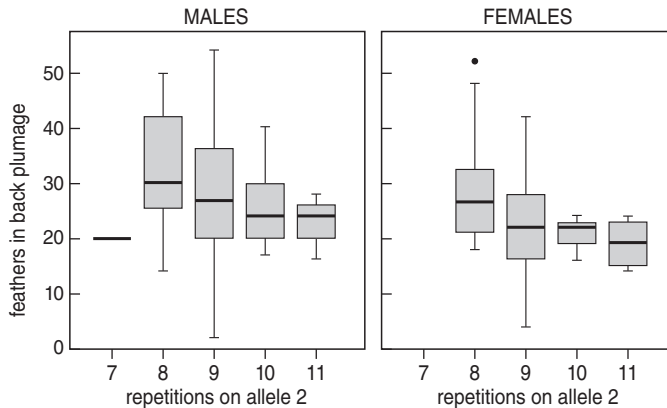 MALES
FEMALES
feathers in back plumage
50
40
30
20
10
0
7 8 9 10 11
7 8 9 10 11
repetitions on allele 2
repetitions on allele 2